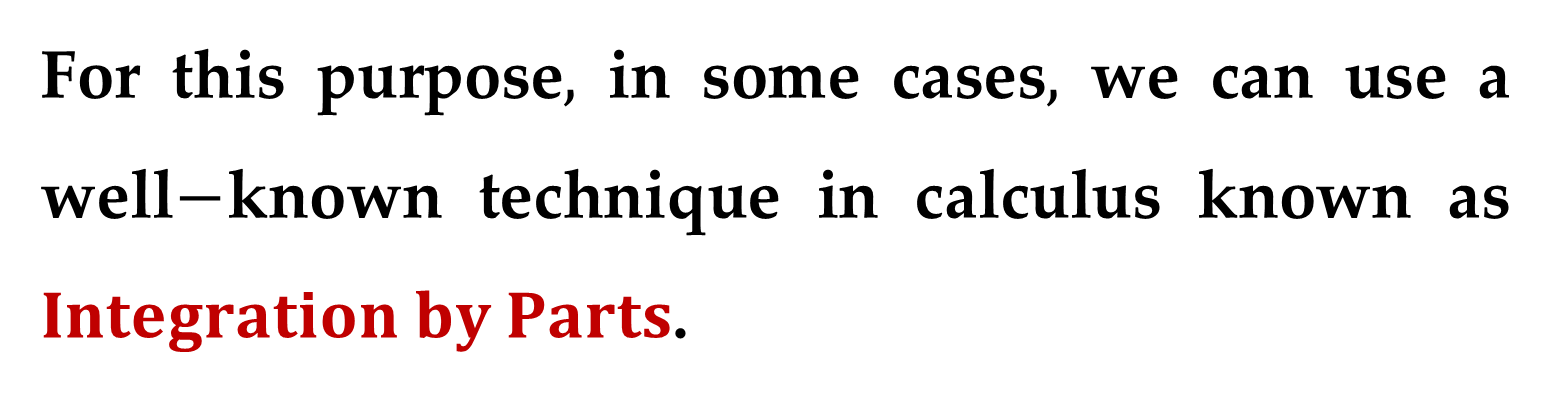 For this purpose, in some cases, we can use a
well−known technique in calculus known as
Integration by Parts.